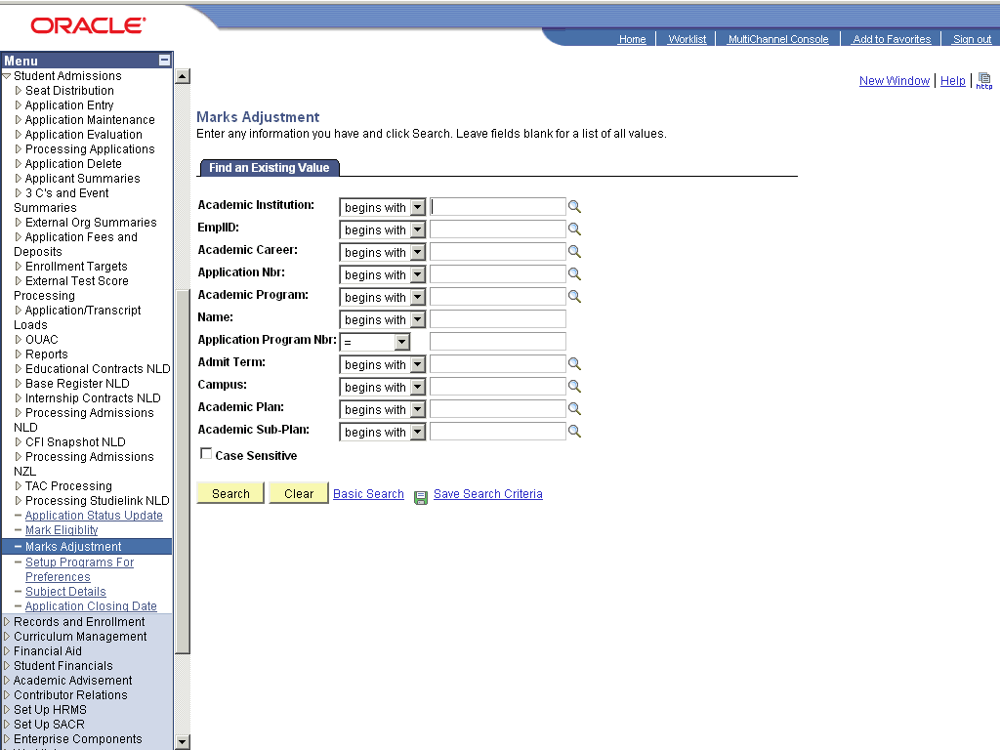 ORACLE®
Home
Worklist
MultiChannel Console
Add to Favorites
Sign out
Menu
Student Admissions
Seat Distribution
Application Entry
Application Maintenance
Application Evaluation
Processing Applications
Application Delete
Applicant Summaries
3 C's and Event
Summaries
External Org Summaries
Application Fees and
Deposits
Enrollment Targets
External Test Score
Processing
Application/Transcript
Loads
OUAC
Reports
Educational Contracts NLD
Base Register NLD
Internship Contracts NLD
Processing Admissions
NLD
CFI Snapshot NLD
Processing Admissions
NZL
TAC Processing
Processing Studielink NLD
Application Status Update
Mark Eligiblity
Marks Adjustment
Setup Programs For
Preferences
Subject Details
Application Closing Date
Records and Enrollment
Curriculum Management
Financial Aid
Student Financials
Academic Advisement
Contributor Relations
Set Up HRMS
Set Up SACR
Enterprise Components
New Window
Help
http
Marks Adjustment
Enter any information you have and click Search. Leave fields blank for a list of all values.
Find an Existing Value
Academic Institution: begins with
EmplID: begins with
Academic Career: begins with
Application Nbr: begins with
Academic Program: begins with
Name: begins with
Application Program Nbr: =
Admit Term: begins with
Campus: begins with
Academic Plan: begins with
Academic Sub-Plan: begins with
Case Sensitive
Search Clear Basic Search Save Search Criteria